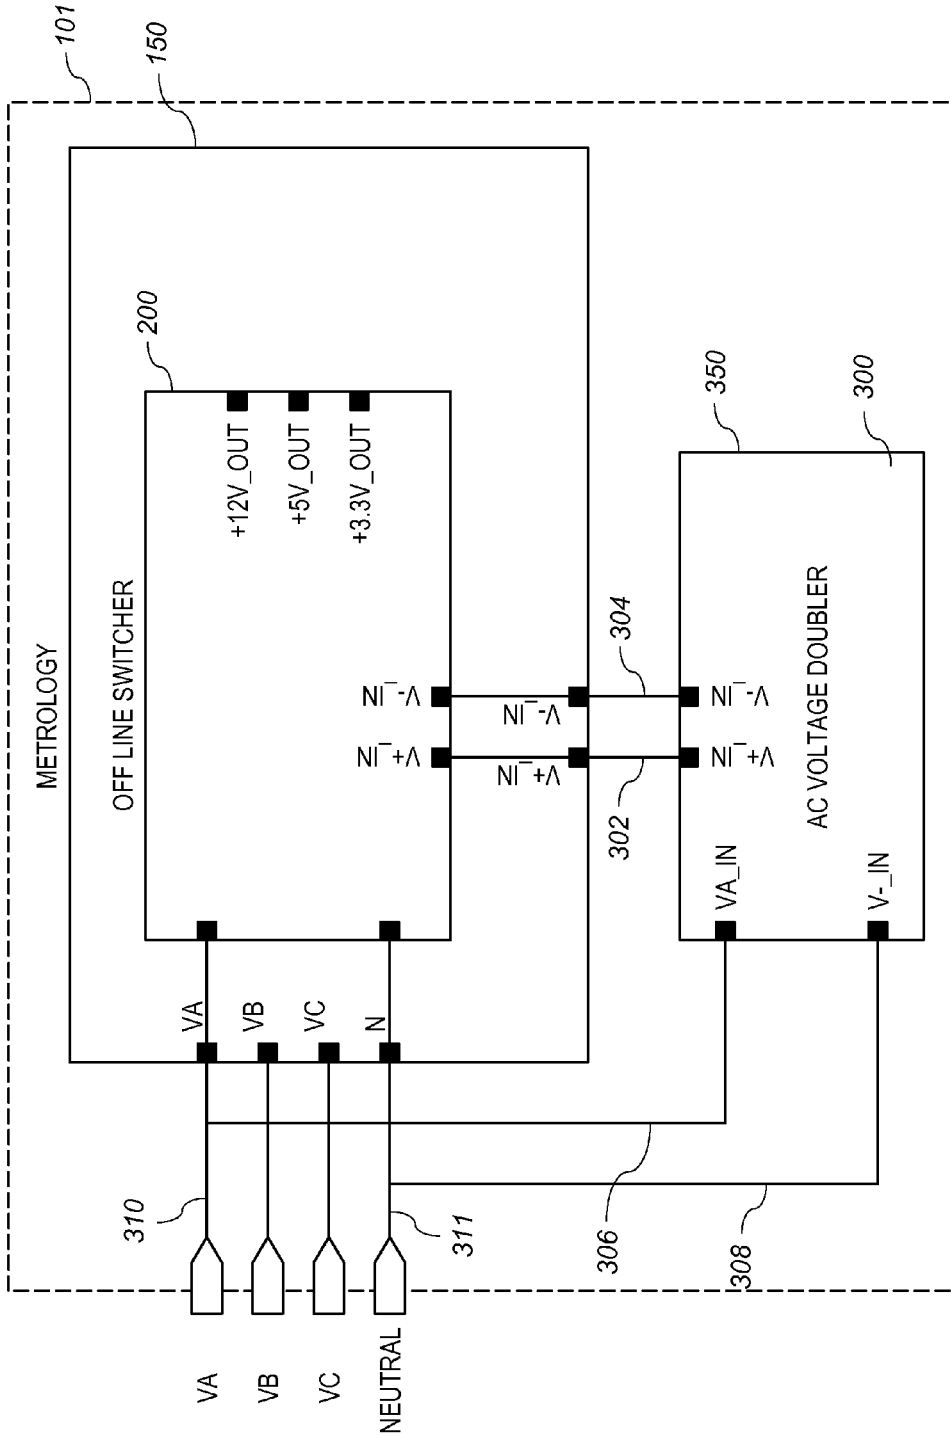 101
150
METROLOGY
OFF LINE SWITCHER
200
+12V_OUT
+5V_OUT
+3.3V_OUT
V-_IN
V+_IN
V-_IN
V+_IN
304
302
V-_IN
V+_IN
350
300
AC VOLTAGE DOUBLER
VA_IN
V-_IN
VA
VB
VC
N
310
311
306
308
VA
VB
VC
NEUTRAL